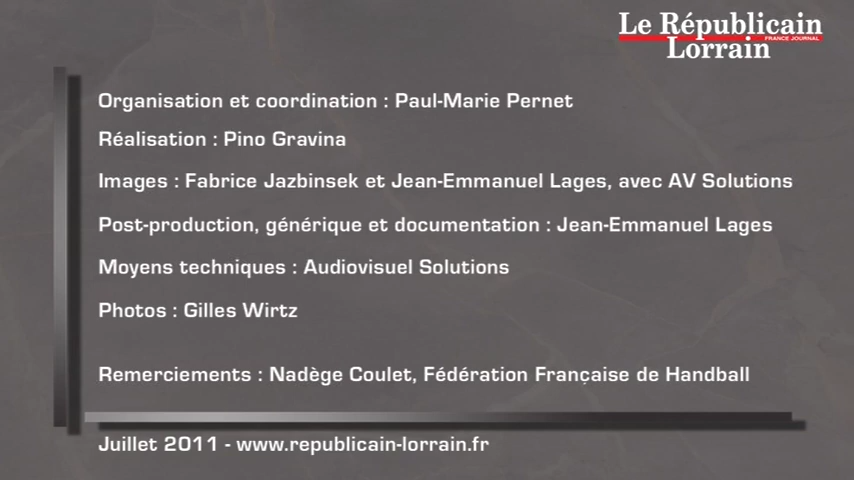 Le Républicain
FRANCE JOURNAL
Lorrain
Organisation et coordination : Paul-Marie Pernet
Réalisation : Pino Gravina
Images : Fabrice Jazbinsek et Jean-Emmanuel Lages, avec AV Solutions
Post-production, générique et documentation : Jean-Emmanuel Lages
Moyens techniques : Audiovisuel Solutions
Photos : Gilles Wirtz
Remerciements : Nadège Coulet, Fédération Française de Handball
Juillet 2011 - www.republicain-lorrain.fr